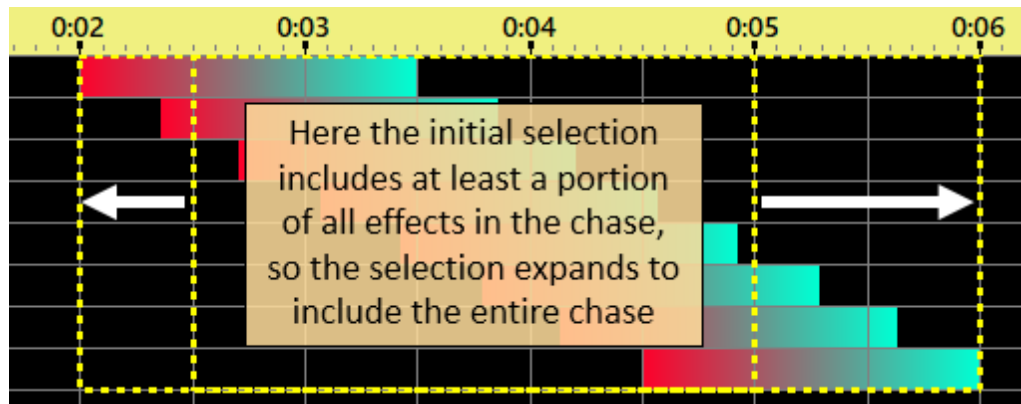 0:02 0:03 0:04 0:05 0:06
Here the initial selection
includes at least a portion
of all effects in the chase,
so the selection expands to
include the entire chase